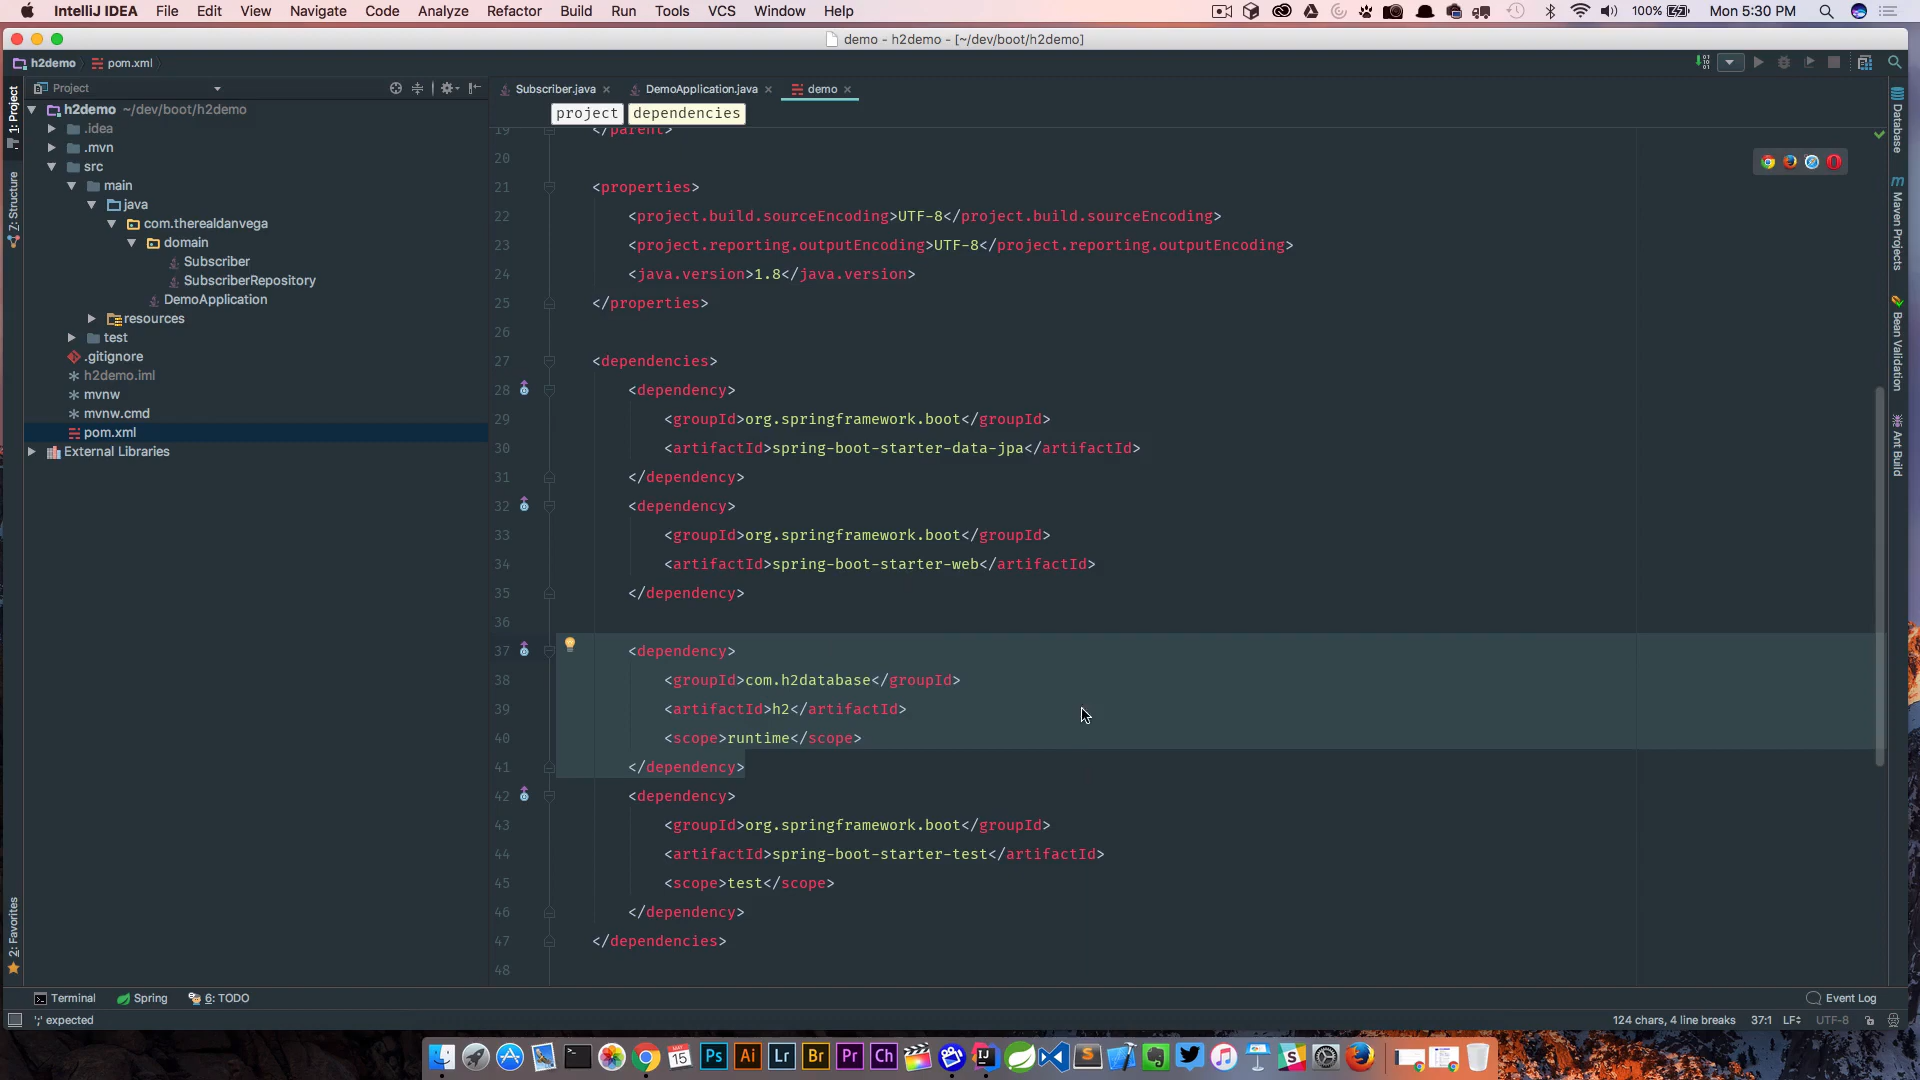 IntelliJ IDEA File Edit View Navigate Code Analyze Refactor Build Run Tools VCS Window Help 100% Mon 5:30 PM
demo - h2demo - [~/dev/boot/h2demo]
h2demo pom.xml
Project
Subscriber.java DemoApplication.java demo
project dependencies
1: Project
Z: Structure
2: Favorites
h2demo ~/dev/boot/h2demo
.idea
.mvn
src
main
java
com.therealdanvega
domain
Subscriber
SubscriberRepository
DemoApplication
resources
test
.gitignore
h2demo.iml
mvnw
mvnw.cmd
pom.xml
External Libraries
19 </parent>
20
21 <properties>
22 <project.build.sourceEncoding>UTF-8</project.build.sourceEncoding>
23 <project.reporting.outputEncoding>UTF-8</project.reporting.outputEncoding>
24 <java.version>1.8</java.version>
25 </properties>
26
27 <dependencies>
28 <dependency>
29 <groupId>org.springframework.boot</groupId>
30 <artifactId>spring-boot-starter-data-jpa</artifactId>
31 </dependency>
32 <dependency>
33 <groupId>org.springframework.boot</groupId>
34 <artifactId>spring-boot-starter-web</artifactId>
35 </dependency>
36
37 <dependency>
38 <groupId>com.h2database</groupId>
39 <artifactId>h2</artifactId>
40 <scope>runtime</scope>
41 </dependency>
42 <dependency>
43 <groupId>org.springframework.boot</groupId>
44 <artifactId>spring-boot-starter-test</artifactId>
45 <scope>test</scope>
46 </dependency>
47 </dependencies>
48
Database
Maven Projects
Bean Validation
Ant Build
Terminal Spring 6: TODO Event Log
';' expected 124 chars, 4 line breaks 37:1 LF UTF-8
15 Ps Ai Lr Br Pr Ch IJ S